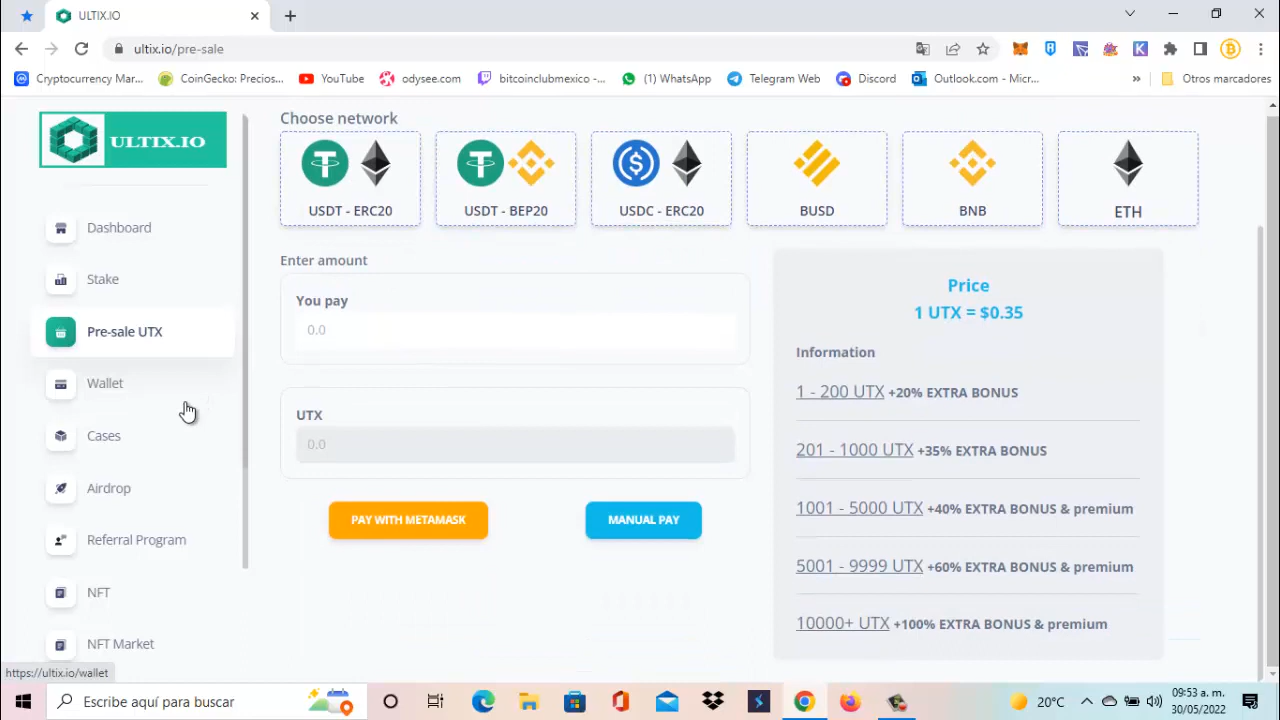 ULTIX.IO
ultix.io/pre-sale
Cryptocurrency Mar...
CoinGecko: Precios...
YouTube
odysee.com
bitcoinclubmexico - ...
(1) WhatsApp
Telegram Web
Discord
Outlook.com - Micr...
»
Otros marcadores
ULTIX.IO
Dashboard
Stake
Pre-sale UTX
Wallet
Cases
Airdrop
Referral Program
NFT
NFT Market
https://ultix.io/wallet
Choose network
USDT - ERC20
USDT - BEP20
USDC - ERC20
BUSD
BNB
ETH
Enter amount
You pay
0.0
UTX
0.0
PAY WITH METAMASK
MANUAL PAY
Price
1 UTX = $0.35
Information
1 - 200 UTX +20% EXTRA BONUS
201 - 1000 UTX +35% EXTRA BONUS
1001 - 5000 UTX +40% EXTRA BONUS & premium
5001 - 9999 UTX +60% EXTRA BONUS & premium
10000+ UTX +100% EXTRA BONUS & premium
Escribe aquí para buscar
20°C
09:53 a. m.
30/05/2022